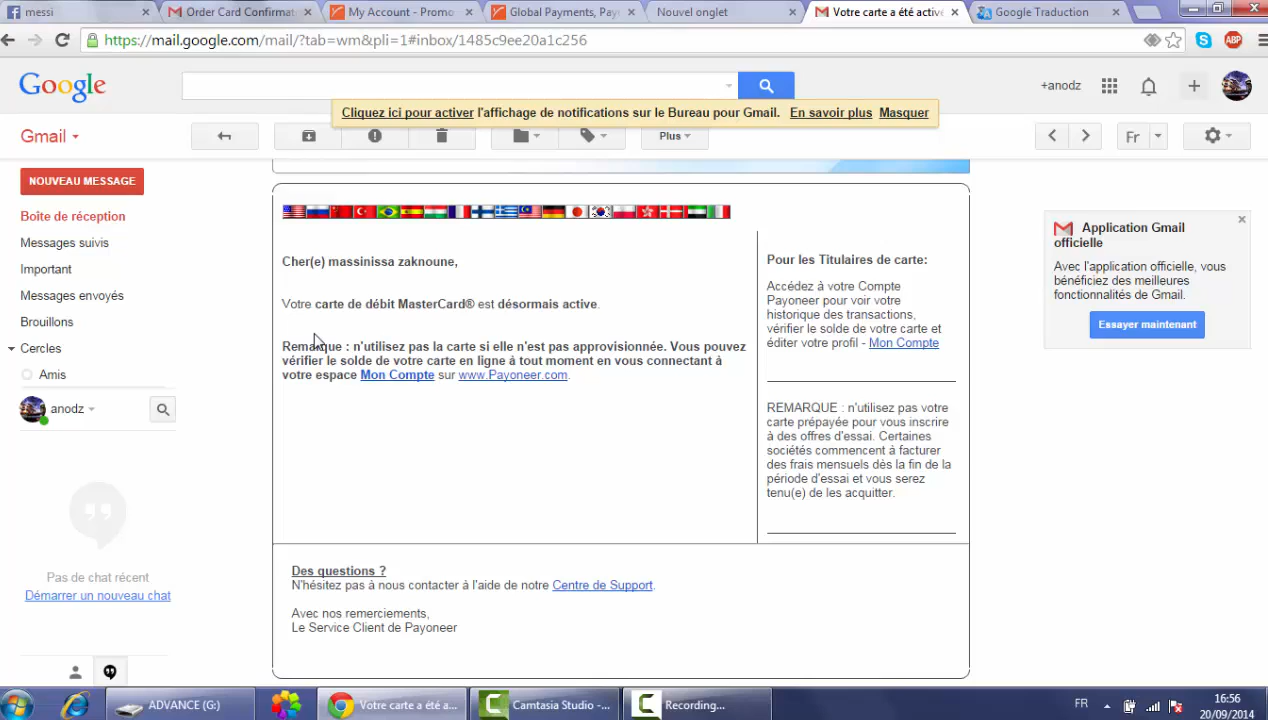 messi
Order Card Confirmat
My Account - Promo
Global Payments, Pay
Nouvel onglet
Votre carte a été activé
Google Traduction
https://mail.google.com/mail/?tab=wm&pli=1#inbox/1485c9ee20a1c256
ABP
Google
+anodz
Cliquez ici pour activer l'affichage de notifications sur le Bureau pour Gmail. En savoir plus Masquer
Gmail
Plus
Fr
NOUVEAU MESSAGE
Boîte de réception
Messages suivis
Important
Messages envoyés
Brouillons
Cercles
Amis
anodz
Pas de chat récent
Démarrer un nouveau chat
Cher(e) massinissa zaknoune,
Votre carte de débit MasterCard® est désormais active.
Remarque : n'utilisez pas la carte si elle n'est pas approvisionnée. Vous pouvez
vérifier le solde de votre carte en ligne à tout moment en vous connectant à
votre espace Mon Compte sur www.Payoneer.com.
Pour les Titulaires de carte:
Accédez à votre Compte
Payoneer pour voir votre
historique des transactions,
vérifier le solde de votre carte et
éditer votre profil - Mon Compte
REMARQUE : n'utilisez pas votre
carte prépayée pour vous inscrire
à des offres d'essai. Certaines
sociétés commencent à facturer
des frais mensuels dès la fin de la
période d'essai et vous serez
tenu(e) de les acquitter.
Des questions ?
N'hésitez pas à nous contacter à l'aide de notre Centre de Support.
Avec nos remerciements,
Le Service Client de Payoneer
Application Gmail
officielle
Avec l'application officielle, vous
bénéficiez des meilleures
fonctionnalités de Gmail.
Essayer maintenant
ADVANCE (G:)
Votre carte a été a...
Camtasia Studio -...
Recording...
FR
16:56
20/09/2014